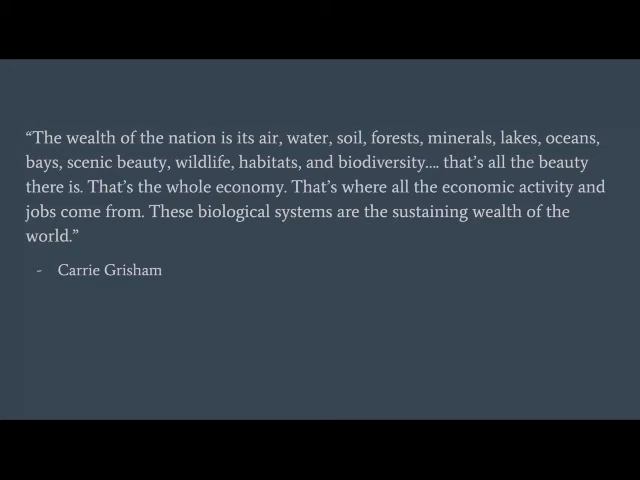 “The wealth of the nation is its air, water, soil, forests, minerals, lakes, oceans,
bays, scenic beauty, wildlife, habitats, and biodiversity.... that’s all the beauty
there is. That’s the whole economy. That’s where all the economic activity and
jobs come from. These biological systems are the sustaining wealth of the
world.”
- Carrie Grisham